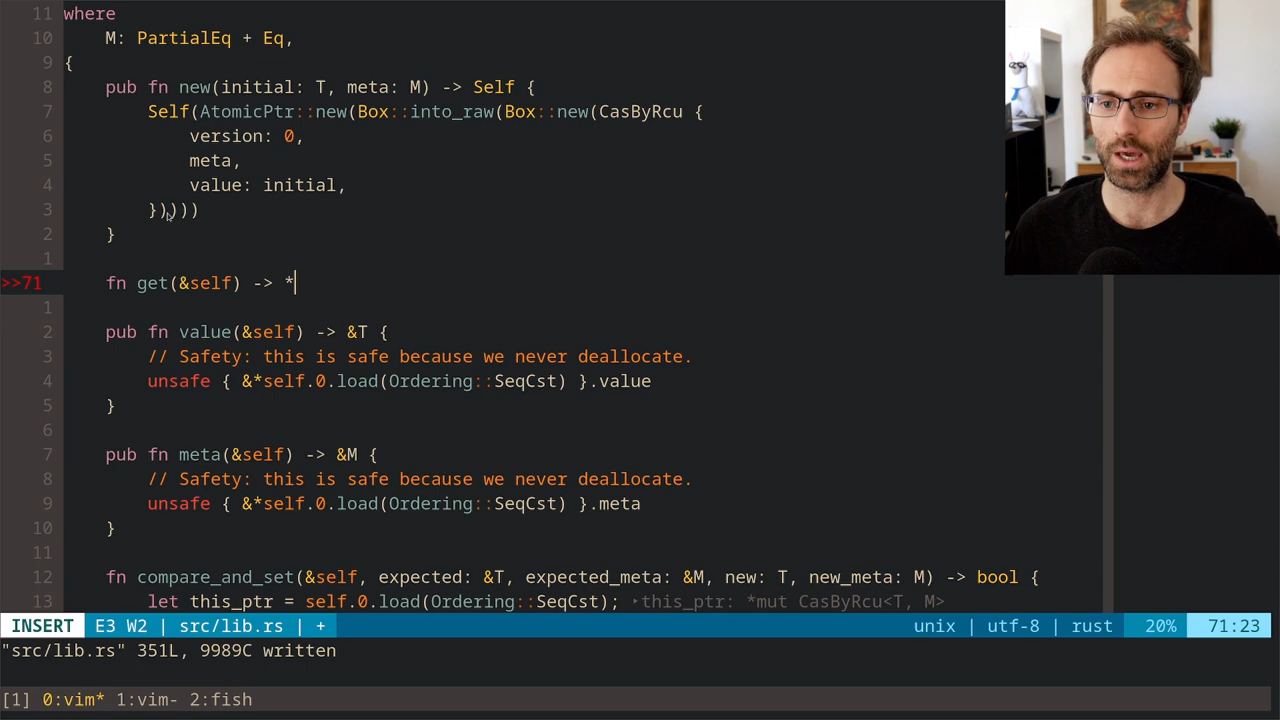 11 where
10 M: PartialEq + Eq,
9 {
8 pub fn new(initial: T, meta: M) -> Self {
7 Self(AtomicPtr::new(Box::into_raw(Box::new(CasByRcu {
6 version: 0,
5 meta,
4 value: initial,
3 }))))
2 }
1
>>71 fn get(&self) -> *
1
2 pub fn value(&self) -> &T {
3 // Safety: this is safe because we never deallocate.
4 unsafe { &*self.0.load(Ordering::SeqCst) }.value
5 }
6
7 pub fn meta(&self) -> &M {
8 // Safety: this is safe because we never deallocate.
9 unsafe { &*self.0.load(Ordering::SeqCst) }.meta
10 }
11
12 fn compare_and_set(&self, expected: &T, expected_meta: &M, new: T, new_meta: M) -> bool {
13 let this_ptr = self.0.load(Ordering::SeqCst); ‣this_ptr: *mut CasByRcu<T, M>
INSERT E3 W2 | src/lib.rs | + unix | utf-8 | rust 20% 71:23
"src/lib.rs" 351L, 9989C written
[1] 0:vim* 1:vim- 2:fish